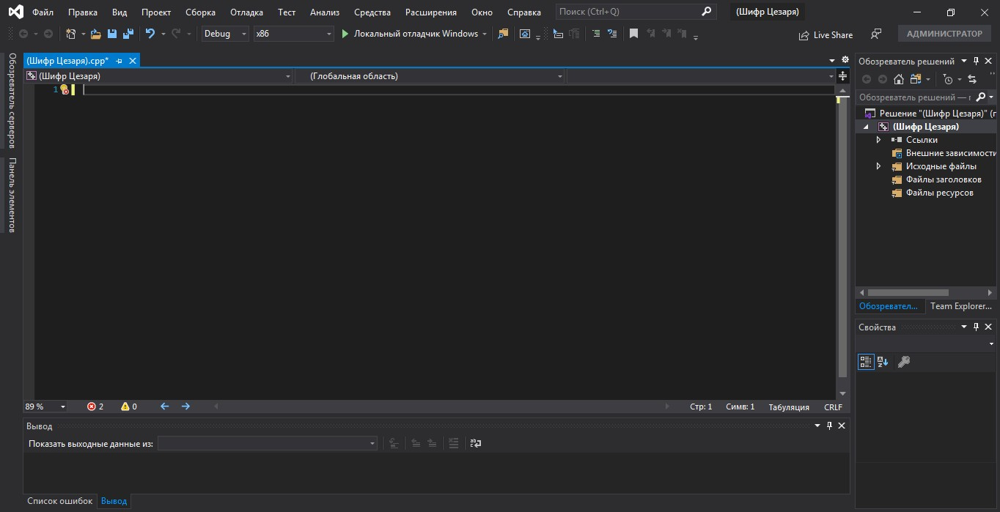 Файл Правка Вид Проект Сборка Отладка Тест Анализ Средства Расширения Окно Справка Поиск (Ctrl+Q) (Шифр Цезаря)
Debug x86 Локальный отладчик Windows Live Share АДМИНИСТРАТОР
Обозреватель серверов
Панель элементов
(Шифр Цезаря).cpp*
(Шифр Цезаря) (Глобальная область)
1
89 % 2 0 Стр: 1 Симв: 1 Табуляция CRLF
Вывод
Показать выходные данные из:
Список ошибок Вывод
Обозреватель решений
Обозреватель решений —
Решение "(Шифр Цезаря)" (г
(Шифр Цезаря)
Ссылки
Внешние зависимости
Исходные файлы
Файлы заголовков
Файлы ресурсов
Обозревател... Team Explorer...
Свойства